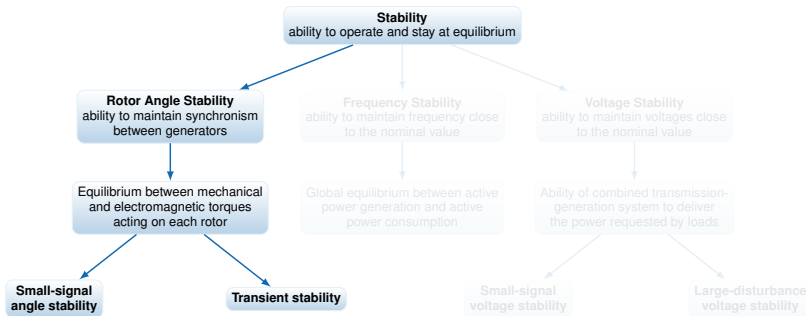 Stability
ability to operate and stay at equilibrium
Rotor Angle Stability
ability to maintain synchronism
between generators
Frequency Stability
ability to maintain frequency close
to the nominal value
Voltage Stability
ability to maintain voltages close
to the nominal value
Equilibrium between mechanical
and electromagnetic torques
acting on each rotor
Global equilibrium between active
power generation and active
power consumption
Ability of combined transmission-
generation system to deliver
the power requested by loads
Small-signal
angle stability
Transient stability
Small-signal
voltage stability
Large-disturbance
voltage stability